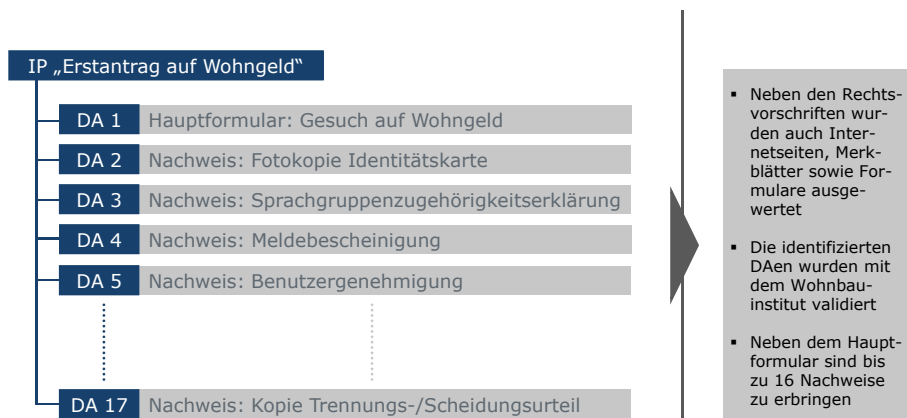 IP „Erstantrag auf Wohngeld“
DA 1 Hauptformular: Gesuch auf Wohngeld
DA 2 Nachweis: Fotokopie Identitätskarte
DA 3 Nachweis: Sprachgruppenzugehörigkeitserklärung
DA 4 Nachweis: Meldebescheinigung
DA 5 Nachweis: Benutzergenehmigung
DA 17 Nachweis: Kopie Trennungs-/Scheidungsurteil
▪ Neben den Rechts-
vorschriften wur-
den auch Inter-
netseiten, Merk-
blätter sowie For-
mulare ausge-
wertet
▪ Die identifizierten
DAen wurden mit
dem Wohnbau-
institut validiert
▪ Neben dem Haupt-
formular sind bis
zu 16 Nachweise
zu erbringen